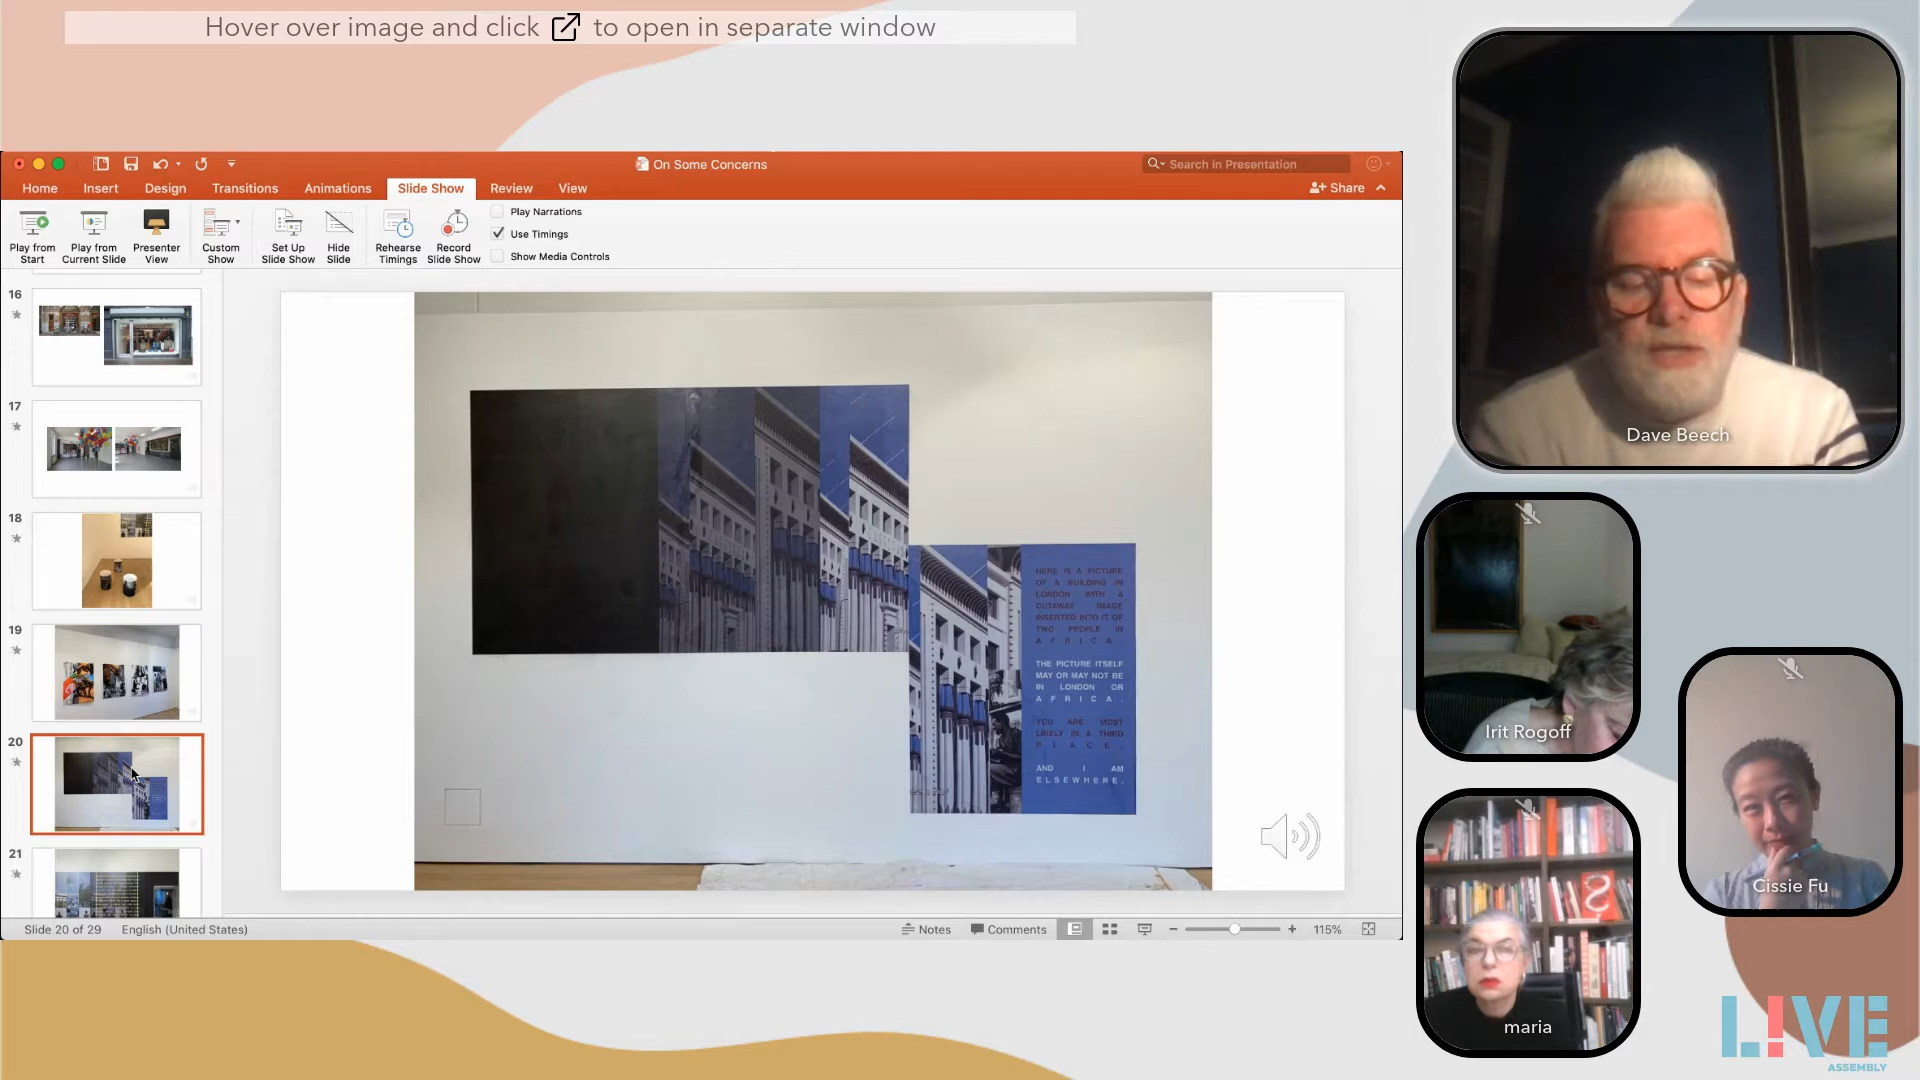 Hover over image and click to open in separate window
On Some Concerns
Search in Presentation
Home Insert Design Transitions Animations Slide Show Review View
Share
Play from Start
Play from Current Slide
Presenter View
Custom Show
Set Up Slide Show
Hide Slide
Rehearse Timings
Record Slide Show
Play Narrations
Use Timings
Show Media Controls
16
17
18
19
20
21
HERE IS A PICTURE
OF A BUILDING IN
LONDON WITH A
CUTAWAY IMAGE
INSERTED INTO IT OF
TWO PEOPLE IN
AFRICA.
THE PICTURE ITSELF
MAY OR MAY NOT BE
IN LONDON OR
AFRICA.
YOU ARE MOST
LIKELY IN A THIRD
PLACE.
AND I AM
ELSEWHERE.
Slide 20 of 29 English (United States)
Notes Comments 115%
Dave Beech
Irit Rogoff
Cissie Fu
maria
L!VE
ASSEMBLY